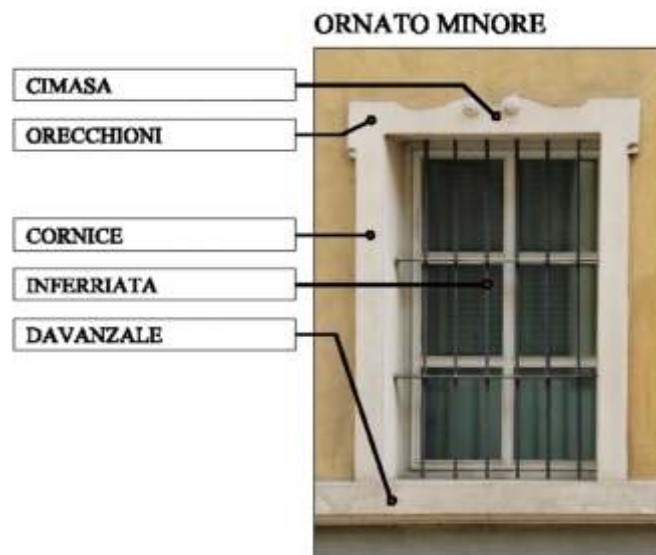 ORNATO MINORE
CIMASA
ORECCHIONI
CORNICE
INFERRIATA
DAVANZALE